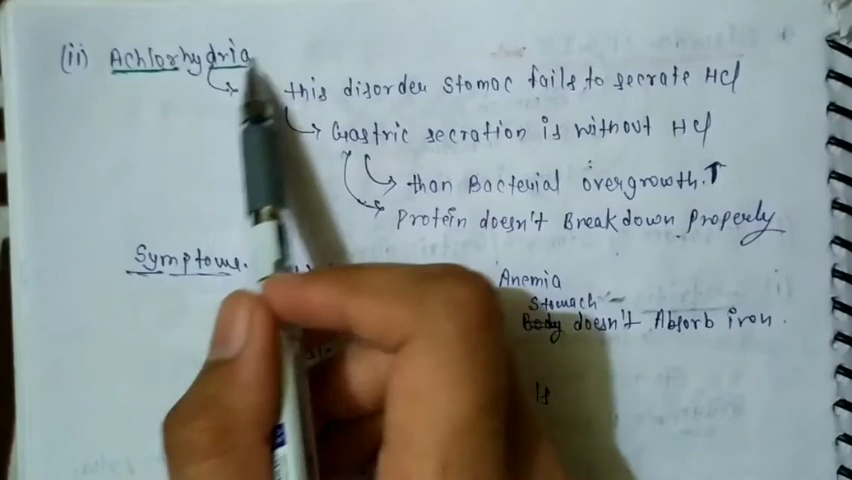 (ii) Achlorhydria
this disorder Stomac fails to secrate Hcl
Gastric secration is without Hcl
than Bacterial overgrowth. ↑
Protein doesn't Breakdown Properly
Symptoms.
Anemia
Stomach
Body doesn't Absorb iron.